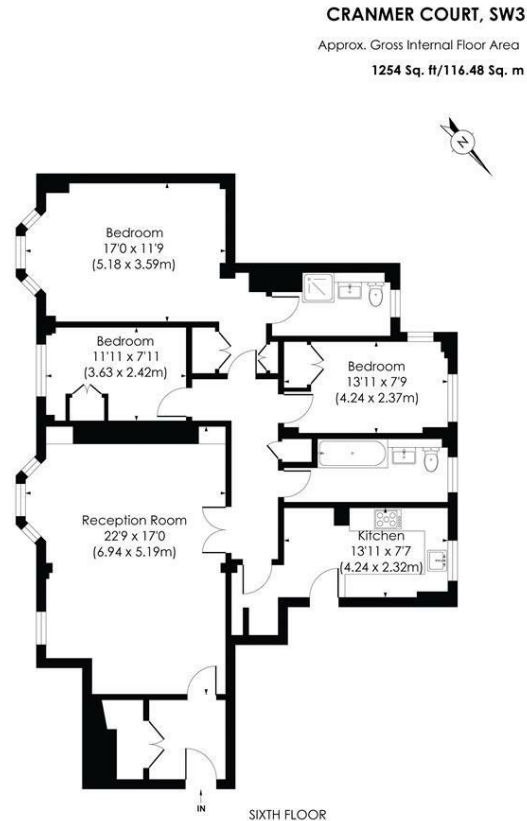 CRANMER COURT, SW3
Approx. Gross Internal Floor Area
1254 Sq. ft/116.48 Sq. m
N
Bedroom
17'0 x 11'9
(5.18 x 3.59m)
Bedroom
11'11 x 7'11
(3.63 x 2.42m)
Bedroom
13'11 x 7'9
(4.24 x 2.37m)
Reception Room
22'9 x 17'0
(6.94 x 5.19m)
Kitchen
13'11 x 7'7
(4.24 x 2.32m)
IN
SIXTH FLOOR